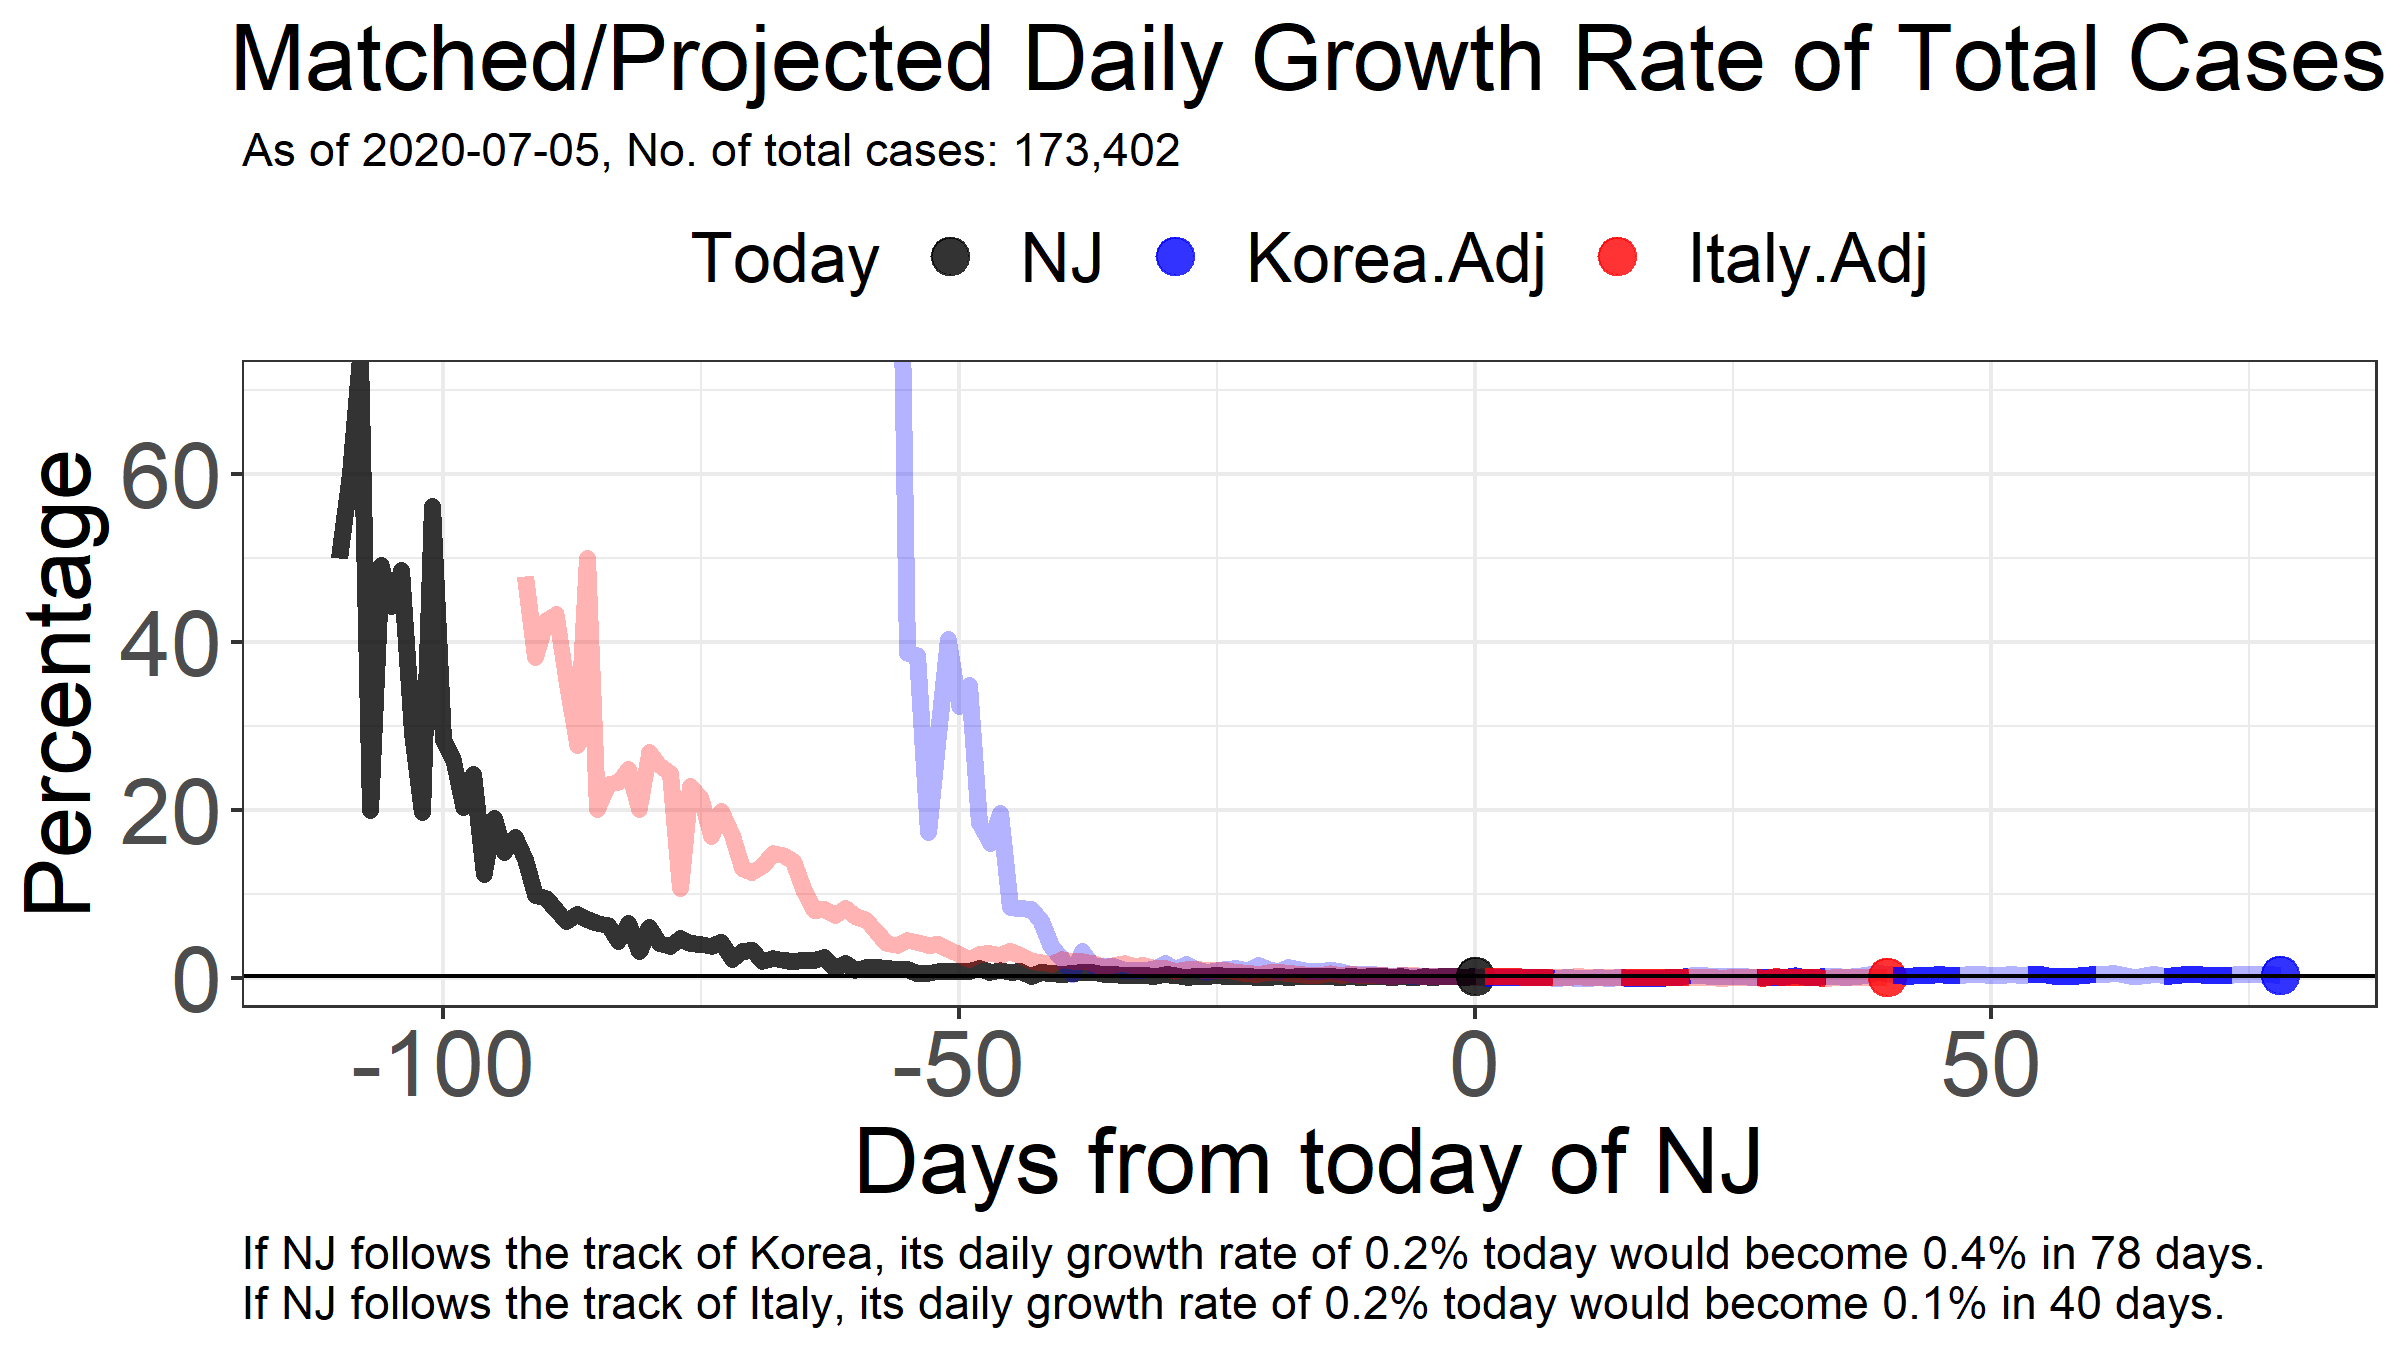 Matched/Projected Daily Growth Rate of Total Cases
As of 2020-07-05, No. of total cases: 173,402
Today NJ Korea.Adj Italy.Adj
Percentage
60
40
20
0
-100 -50 0 50
Days from today of NJ
If NJ follows the track of Korea, its daily growth rate of 0.2% today would become 0.4% in 78 days.
If NJ follows the track of Italy, its daily growth rate of 0.2% today would become 0.1% in 40 days.